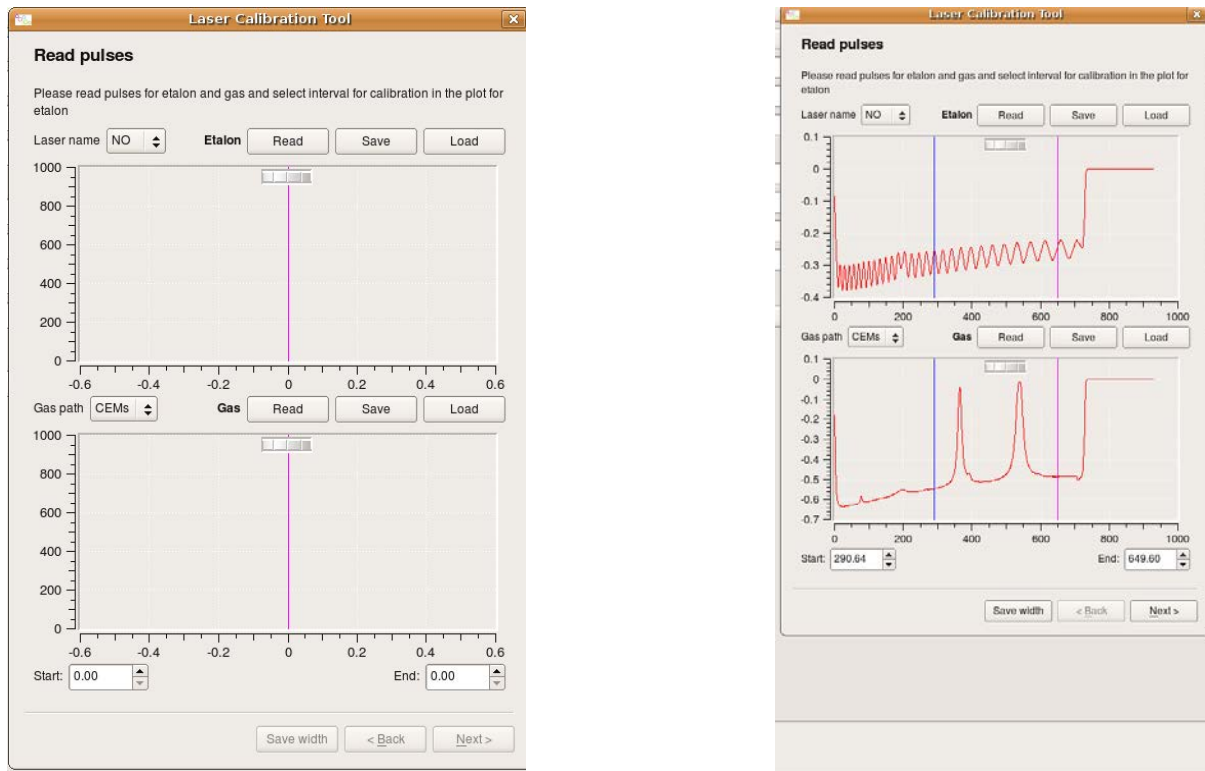 Laser Calibration Tool
Read pulses
Please read pulses for etalon and gas and select interval for calibration in the plot for
etalon
Laser name NO Etalon Read Save Load
1000
800
600
400
200
0
-0.6 -0.4 -0.2 0 0.2 0.4 0.6
Gas path CEMs Gas Read Save Load
1000
800
600
400
200
0
-0.6 -0.4 -0.2 0 0.2 0.4 0.6
Start: 0.00 End: 0.00
Save width < Back Next >
Laser Calibration Tool
Read pulses
Please read pulses for etalon and gas and select interval for calibration in the plot for
etalon
Laser name NO Etalon Read Save Load
0.1
0
-0.1
-0.2
-0.3
-0.4
0 200 400 600 800 1000
Gas path CEMs Gas Read Save Load
0.1
0
-0.1
-0.2
-0.3
-0.4
-0.5
-0.6
-0.7
0 200 400 600 800 1000
Start: 290.64 End: 649.60
Save width < Back Next >